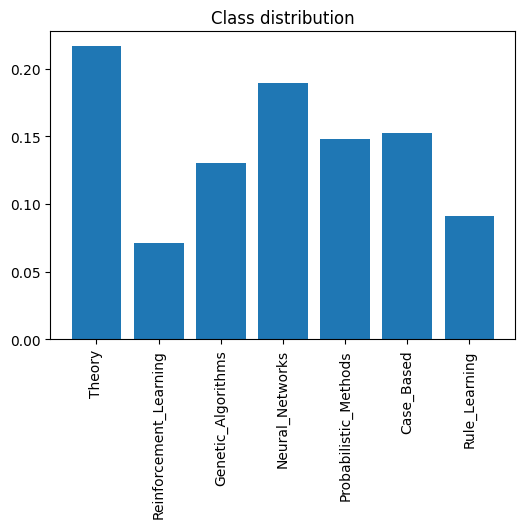 Class distribution
0.20
0.15
0.10
0.05
0.00
Theory
Reinforcement_Learning
Genetic_Algorithms
Neural_Networks
Probabilistic_Methods
Case_Based
Rule_Learning